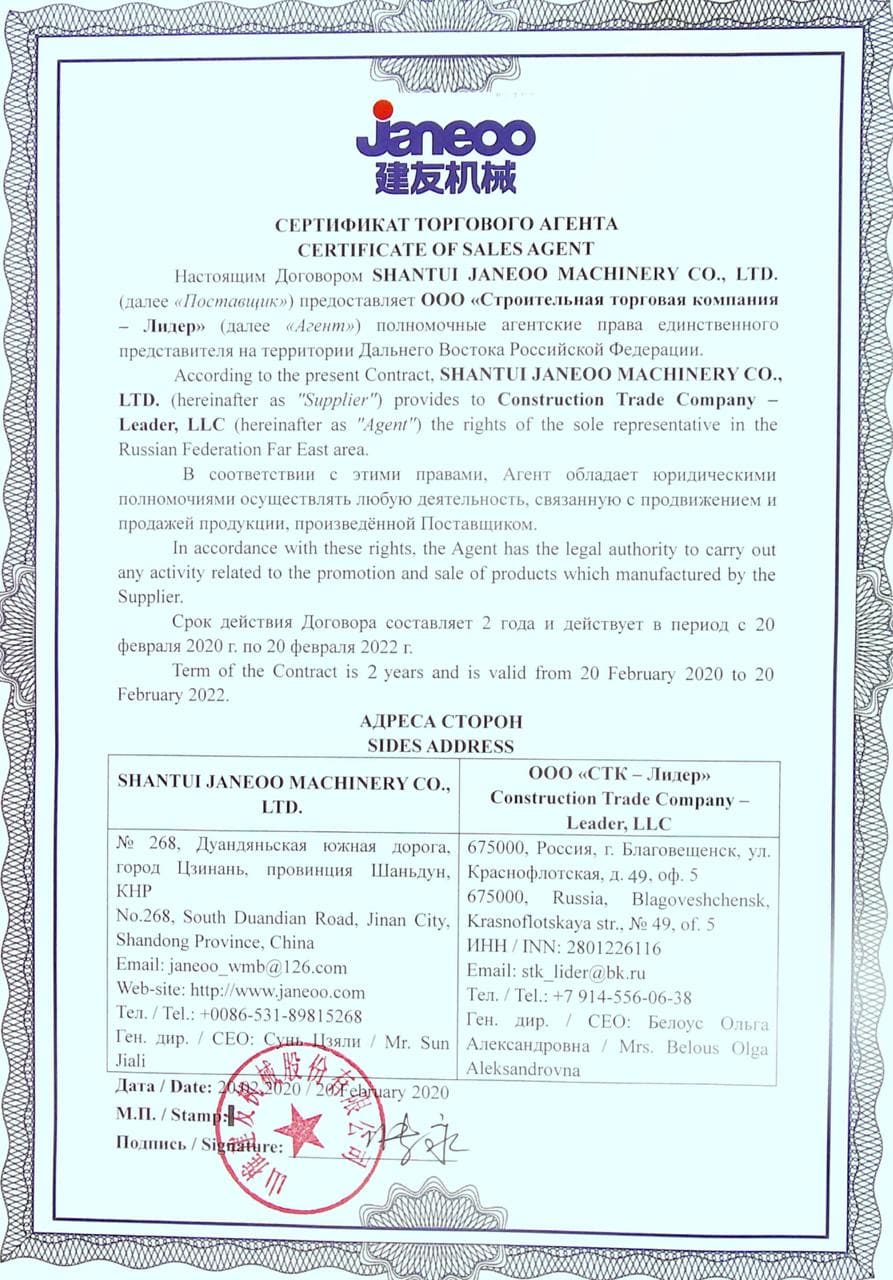 Janeoo
建友机械
СЕРТИФИКАТ ТОРГОВОГО АГЕНТА
CERTIFICATE OF SALES AGENT
Настоящим Договором SHANTUI JANEOO MACHINERY CO., LTD.
(далее «Поставщик») предоставляет ООО «Строительная торговая компания
– Лидер» (далее «Агент») полномочные агентские права единственного
представителя на территории Дальнего Востока Российской Федерации.
According to the present Contract, SHANTUI JANEOO MACHINERY CO.,
LTD. (hereinafter as "Supplier") provides to Construction Trade Company –
Leader, LLC (hereinafter as "Agent") the rights of the sole representative in the
Russian Federation Far East area.
В соответствии с этими правами, Агент обладает юридическими
полномочиями осуществлять любую деятельность, связанную с продвижением и
продажей продукции, произведённой Поставщиком.
In accordance with these rights, the Agent has the legal authority to carry out
any activity related to the promotion and sale of products which manufactured by the
Supplier.
Срок действия Договора составляет 2 года и действует в период с 20
февраля 2020 г. по 20 февраля 2022 г.
Term of the Contract is 2 years and is valid from 20 February 2020 to 20
February 2022.
АДРЕСА СТОРОН
SIDES ADDRESS
SHANTUI JANEOO MACHINERY CO.,
LTD.
ООО «СТК – Лидер»
Construction Trade Company –
Leader, LLC
№ 268, Дуандяньская южная дорога,
город Цзинань, провинция Шаньдун,
КНР
No.268, South Duandian Road, Jinan City,
Shandong Province, China
Email: janeoo_wmb@126.com
Web-site: http://www.janeoo.com
Тел. / Tel.: +0086-531-89815268
Ген. дир. / CEO: Сунь Цзяли / Mr. Sun
Jiali
675000, Россия, г. Благовещенск, ул.
Краснофлотская, д. 49, оф. 5
675000, Russia, Blagoveshchensk,
Krasnoflotskaya str., № 49, of. 5
ИНН / INN: 2801226116
Email: stk_lider@bk.ru
Тел. / Tel.: +7 914-556-06-38
Ген. дир. / CEO: Белоус Ольга
Александровна / Mrs. Belous Olga
Aleksandrovna
Дата / Date: 20.02.2020 / 20 February 2020
М.П. / Stamp:
Подпись / Signature:
山推建友机械股份有限公司